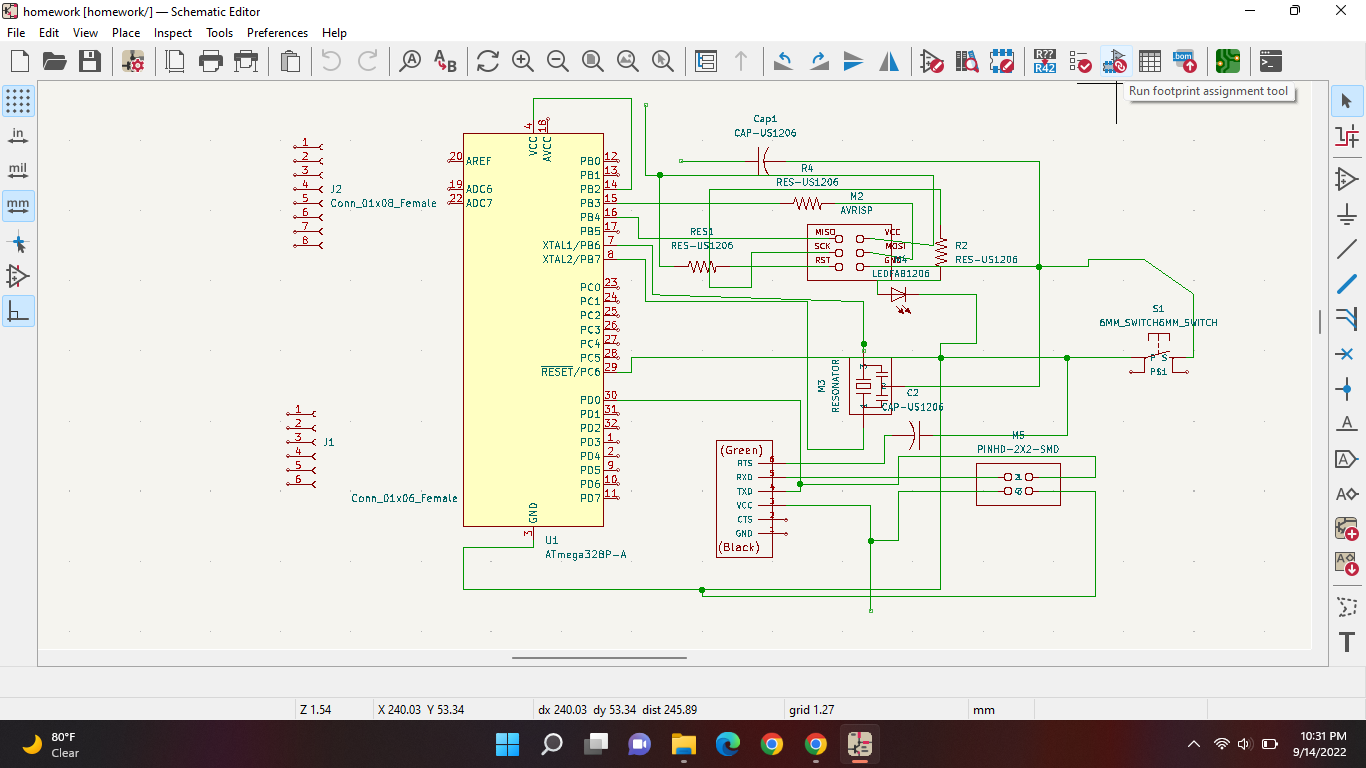 homework [homework/] — Schematic Editor
File Edit View Place Inspect Tools Preferences Help
R??
R42
bom
Run footprint assignment tool
in
mil
mm
1
2
3
4
5
6
7
8
J2
Conn_01x08_Female
1
2
3
4
5
6
J1
Conn_01x06_Female
4
18
VCC
AVCC
20 AREF
19 ADC6
22 ADC7
PB0 12
PB1 13
PB2 14
PB3 15
PB4 16
PB5 17
XTAL1/PB6 7
XTAL2/PB7 8
PC0 23
PC1 24
PC2 25
PC3 26
PC4 27
PC5 28
RESET/PC6 29
PD0 30
PD1 31
PD2 32
PD3 1
PD4 2
PD5 9
PD6 10
PD7 11
GND
3
U1
ATmega328P-A
Cap1
CAP-US1206
R4
RES-US1206
M2
AVRISP
RES1
RES-US1206
MISO VCC
SCK MOSI
RST
R2
RES-US1206
LEDFAB1206
S1
6MM_SWITCH6MM_SWITCH
P S
M3
RESONATOR
C2
CAP-US1206
M5
PINHD-2X2-SMD
(Green)
RTS 6
RXD 5
TXD 4
VCC 3
CTS 2
GND 1
(Black)
Z 1.54
X 240.03 Y 53.34
dx 240.03 dy 53.34 dist 245.89
grid 1.27
mm
80°F
Clear
10:31 PM
9/14/2022